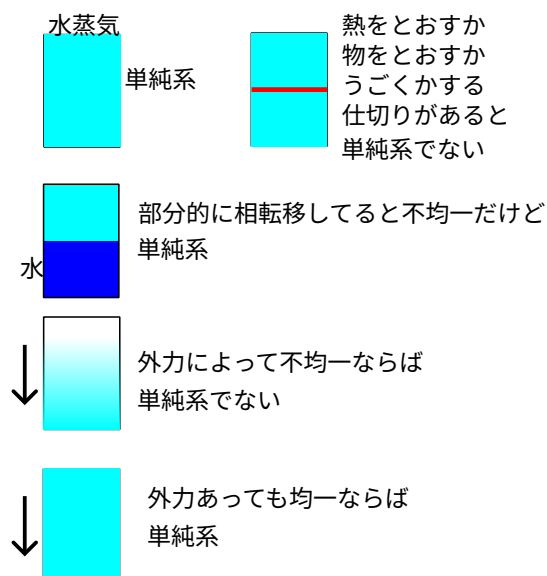 水蒸気
単純系
熱をとおすか
物をとおすか
うごくかする
仕切りがあると
単純系でない
部分的に相転移してると不均一だけど
単純系
水
外力によって不均一ならば
単純系でない
外力あっても均一ならば
単純系